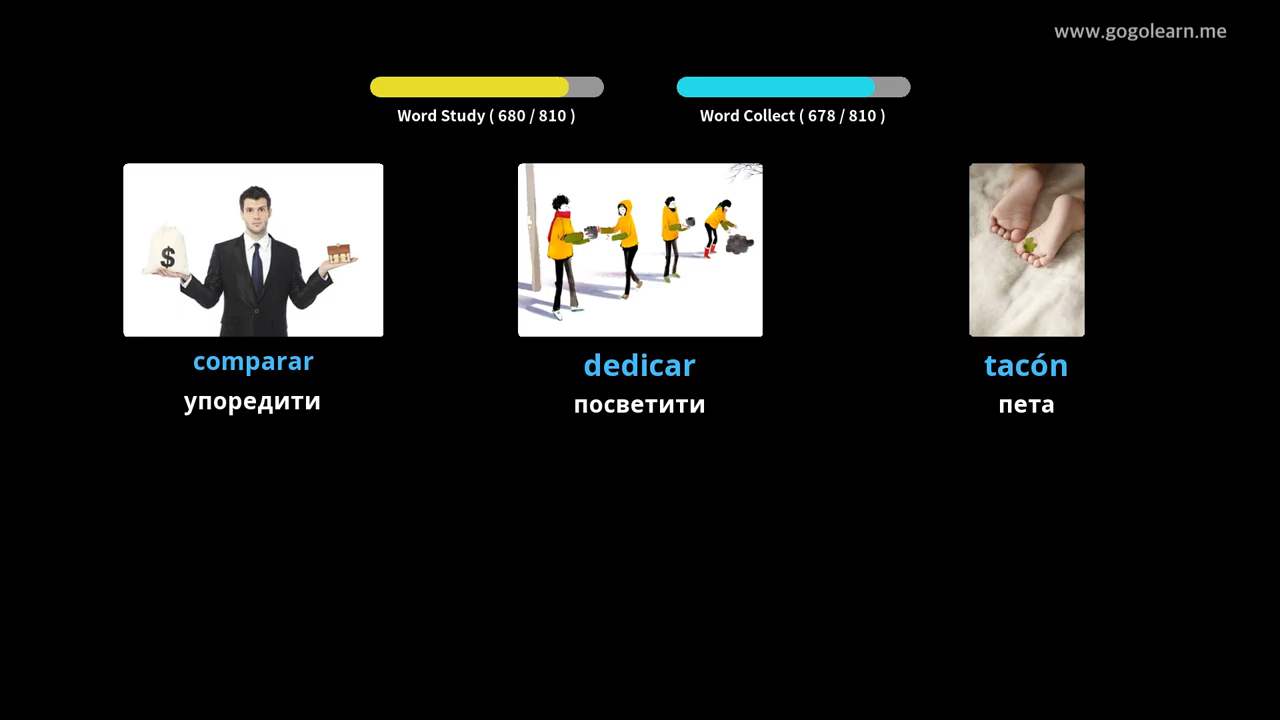 www.gogolearn.me
Word Study ( 680 / 810 )
Word Collect ( 678 / 810 )
$
comparar
dedicar
tacón
упоредити
посветити
пета